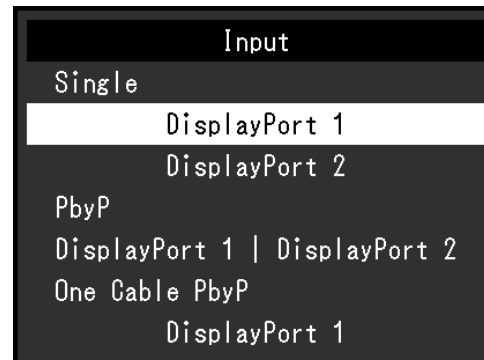 Input
Single
DisplayPort 1
DisplayPort 2
PbyP
DisplayPort 1 | DisplayPort 2
One Cable PbyP
DisplayPort 1